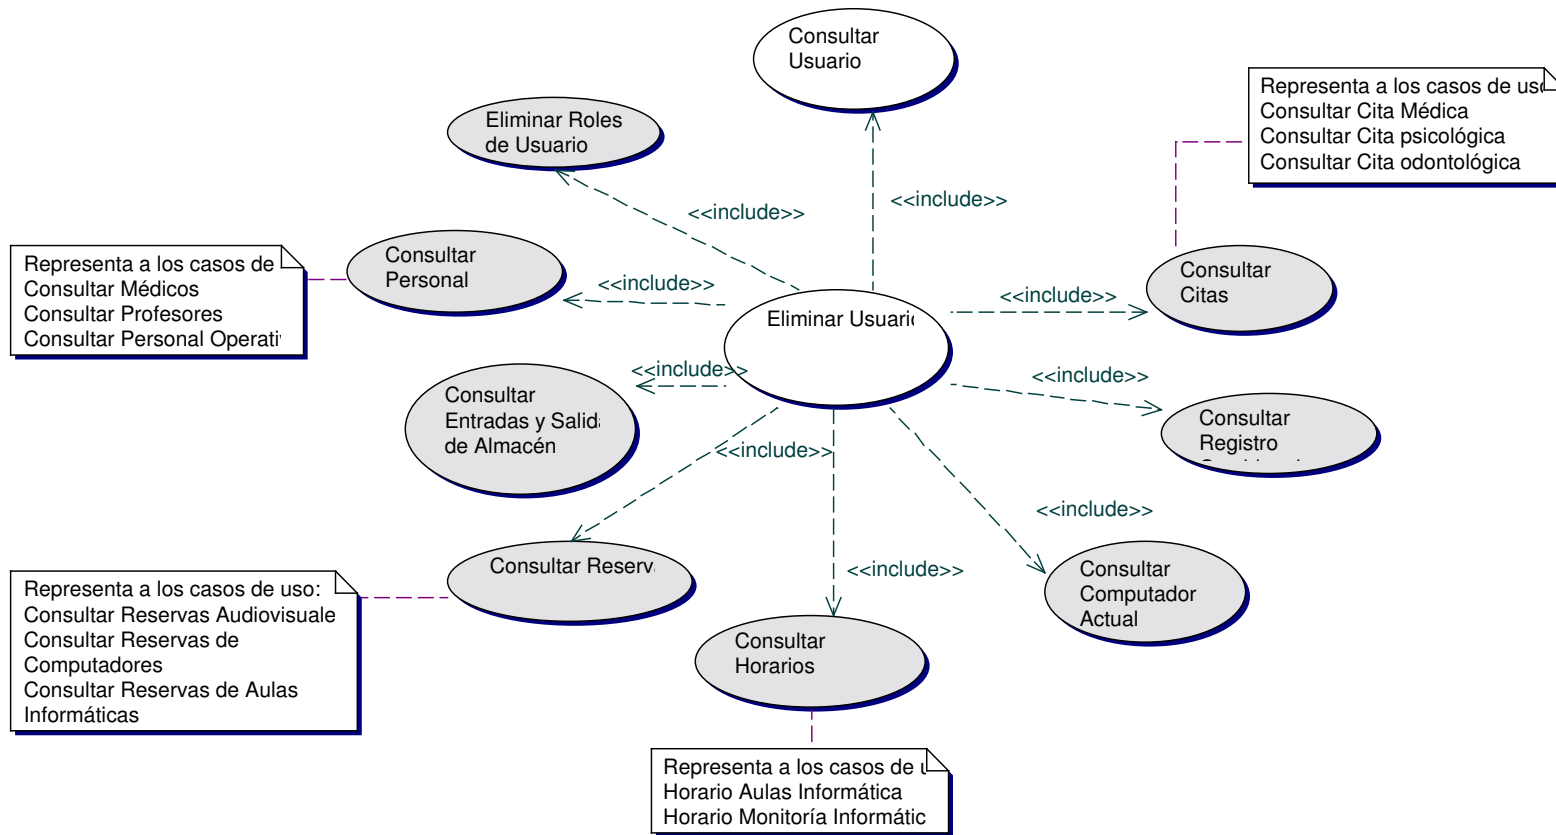 Consultar
Usuario
Representa a los casos de uso
Consultar Cita Médica
Consultar Cita psicológica
Consultar Cita odontológica
Eliminar Roles
de Usuario
<<include>>
<<include>>
Representa a los casos de
Consultar Médicos
Consultar Profesores
Consultar Personal Operati
Consultar
Personal
<<include>>
Consultar
Citas
<<include>>
Eliminar Usuario
<<include>>
<<include>>
Consultar
Entradas y Salida
de Almacén
Consultar
Registro
<<include>>
<<include>>
Consultar Reserva
<<include>>
Consultar
Computador
Actual
Representa a los casos de uso:
Consultar Reservas Audiovisuale
Consultar Reservas de
Computadores
Consultar Reservas de Aulas
Informáticas
Consultar
Horarios
Representa a los casos de u
Horario Aulas Informática
Horario Monitoría Informátic